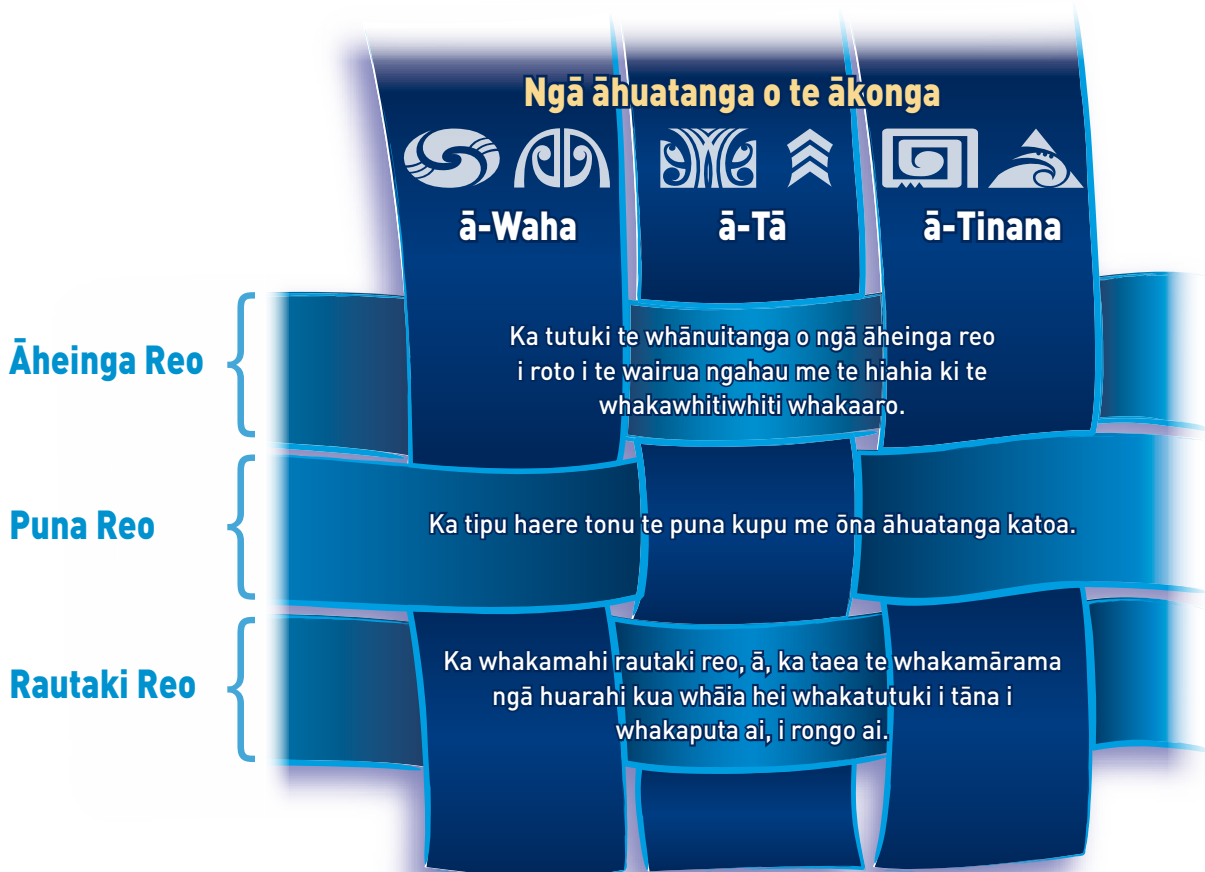 Ngā āhuatanga o te ākonga
ā-Waha
ā-Tā
ā-Tinana
Āheinga Reo
Ka tutuki te whānuitanga o ngā āheinga reo
i roto i te wairua ngahau me te hiahia ki te
whakawhitiwhiti whakaaro.
Puna Reo
Ka tipu haere tonu te puna kupu me ōna āhuatanga katoa.
Rautaki Reo
Ka whakamahi rautaki reo, ā, ka taea te whakamārama
ngā huarahi kua whāia hei whakatutuki i tāna i
whakaputa ai, i rongo ai.